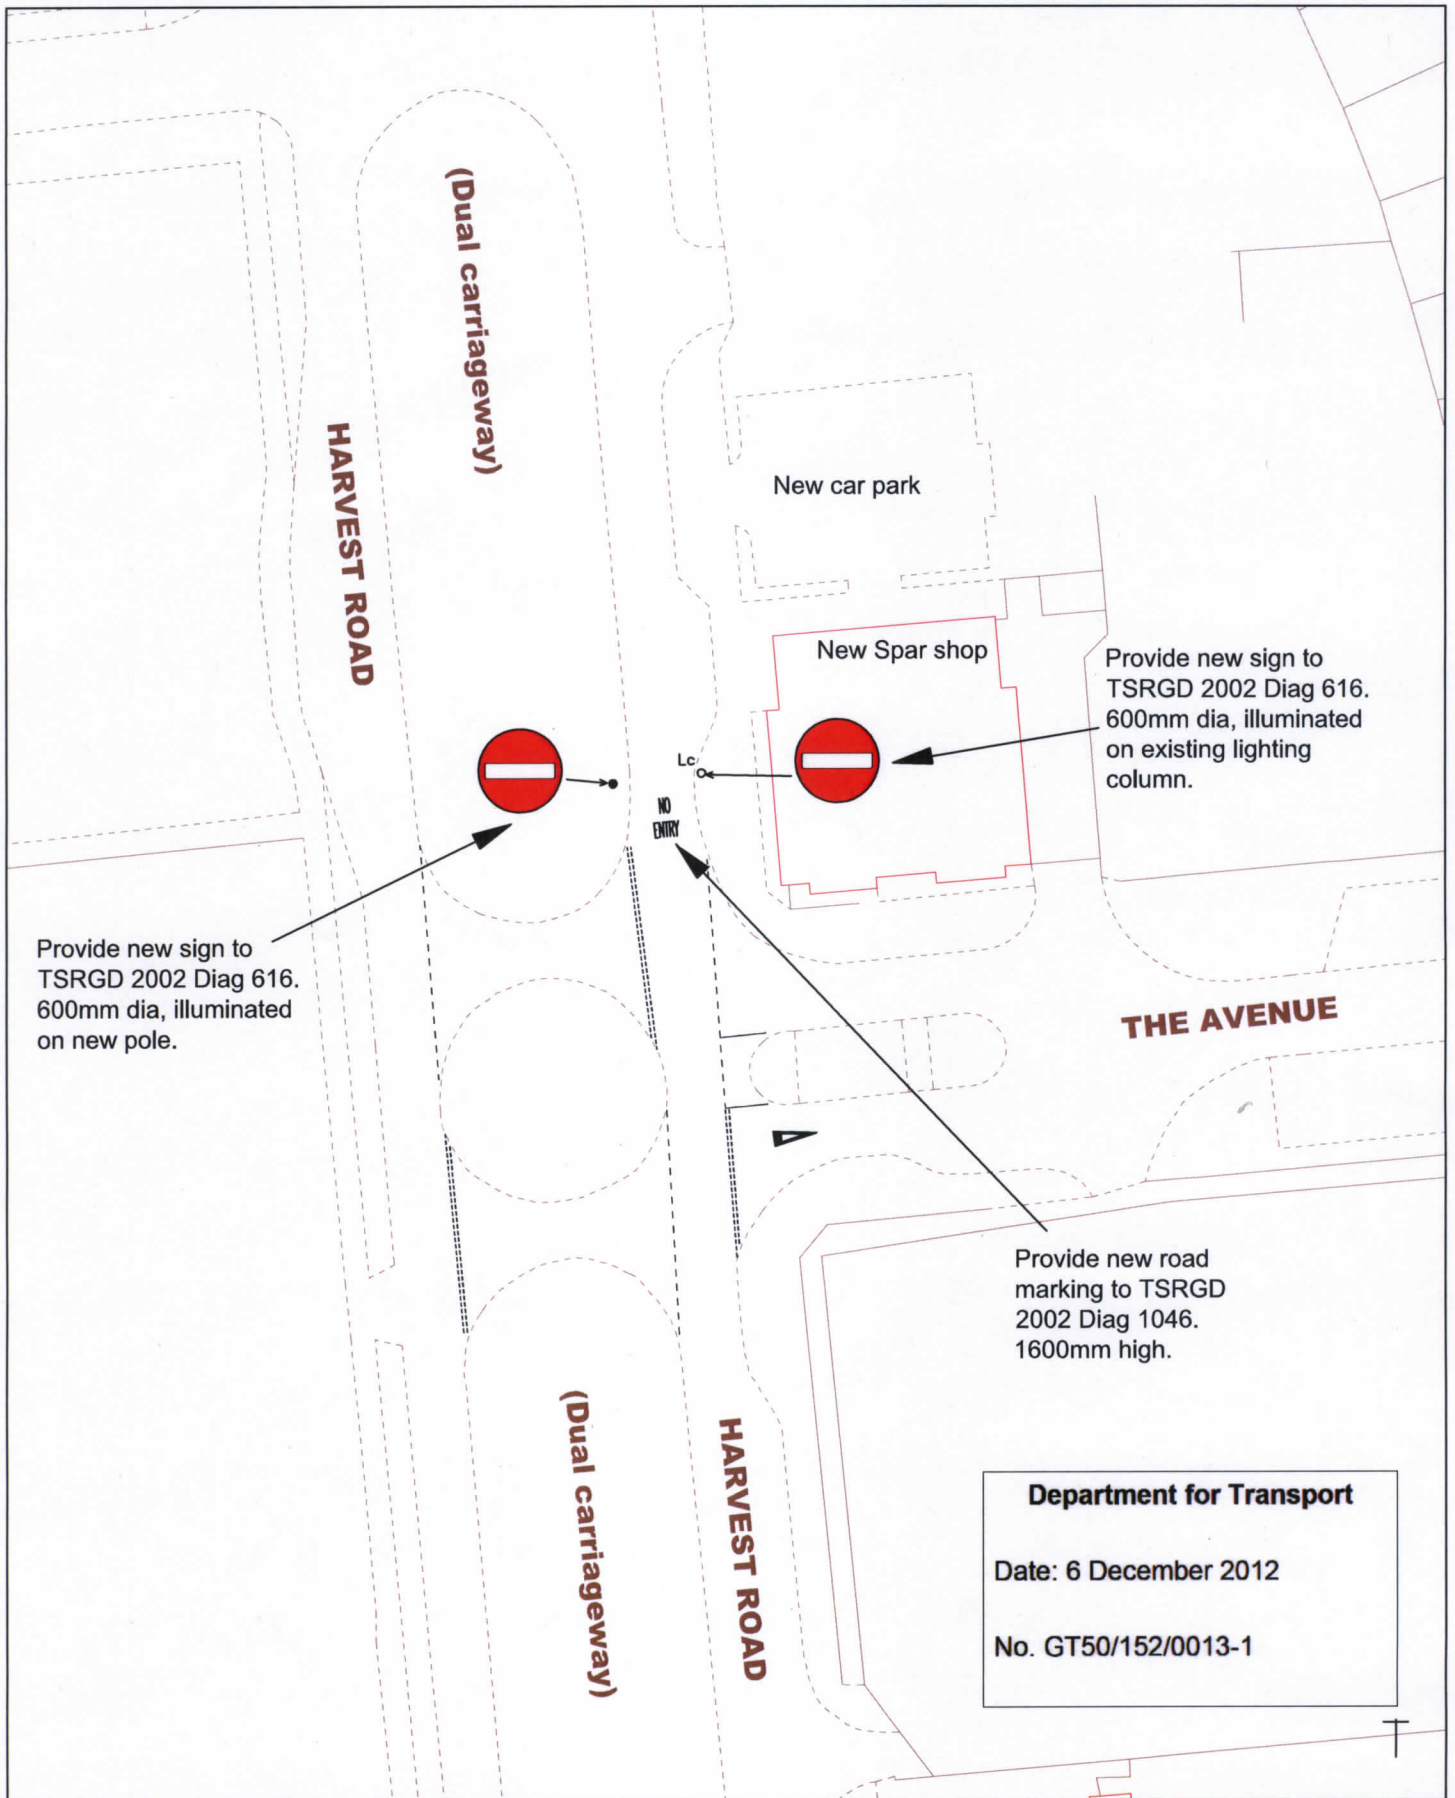 (Dual carriageway)
HARVEST ROAD
New car park
New Spar shop
Provide new sign to
TSRGD 2002 Diag 616.
600mm dia, illuminated
on existing lighting
column.
Lc
NO
ENTRY
Provide new sign to
TSRGD 2002 Diag 616.
600mm dia, illuminated
on new pole.
THE AVENUE
Provide new road
marking to TSRGD
2002 Diag 1046.
1600mm high.
(Dual carriageway)
HARVEST ROAD
Department for Transport
Date: 6 December 2012
No. GT50/152/0013-1